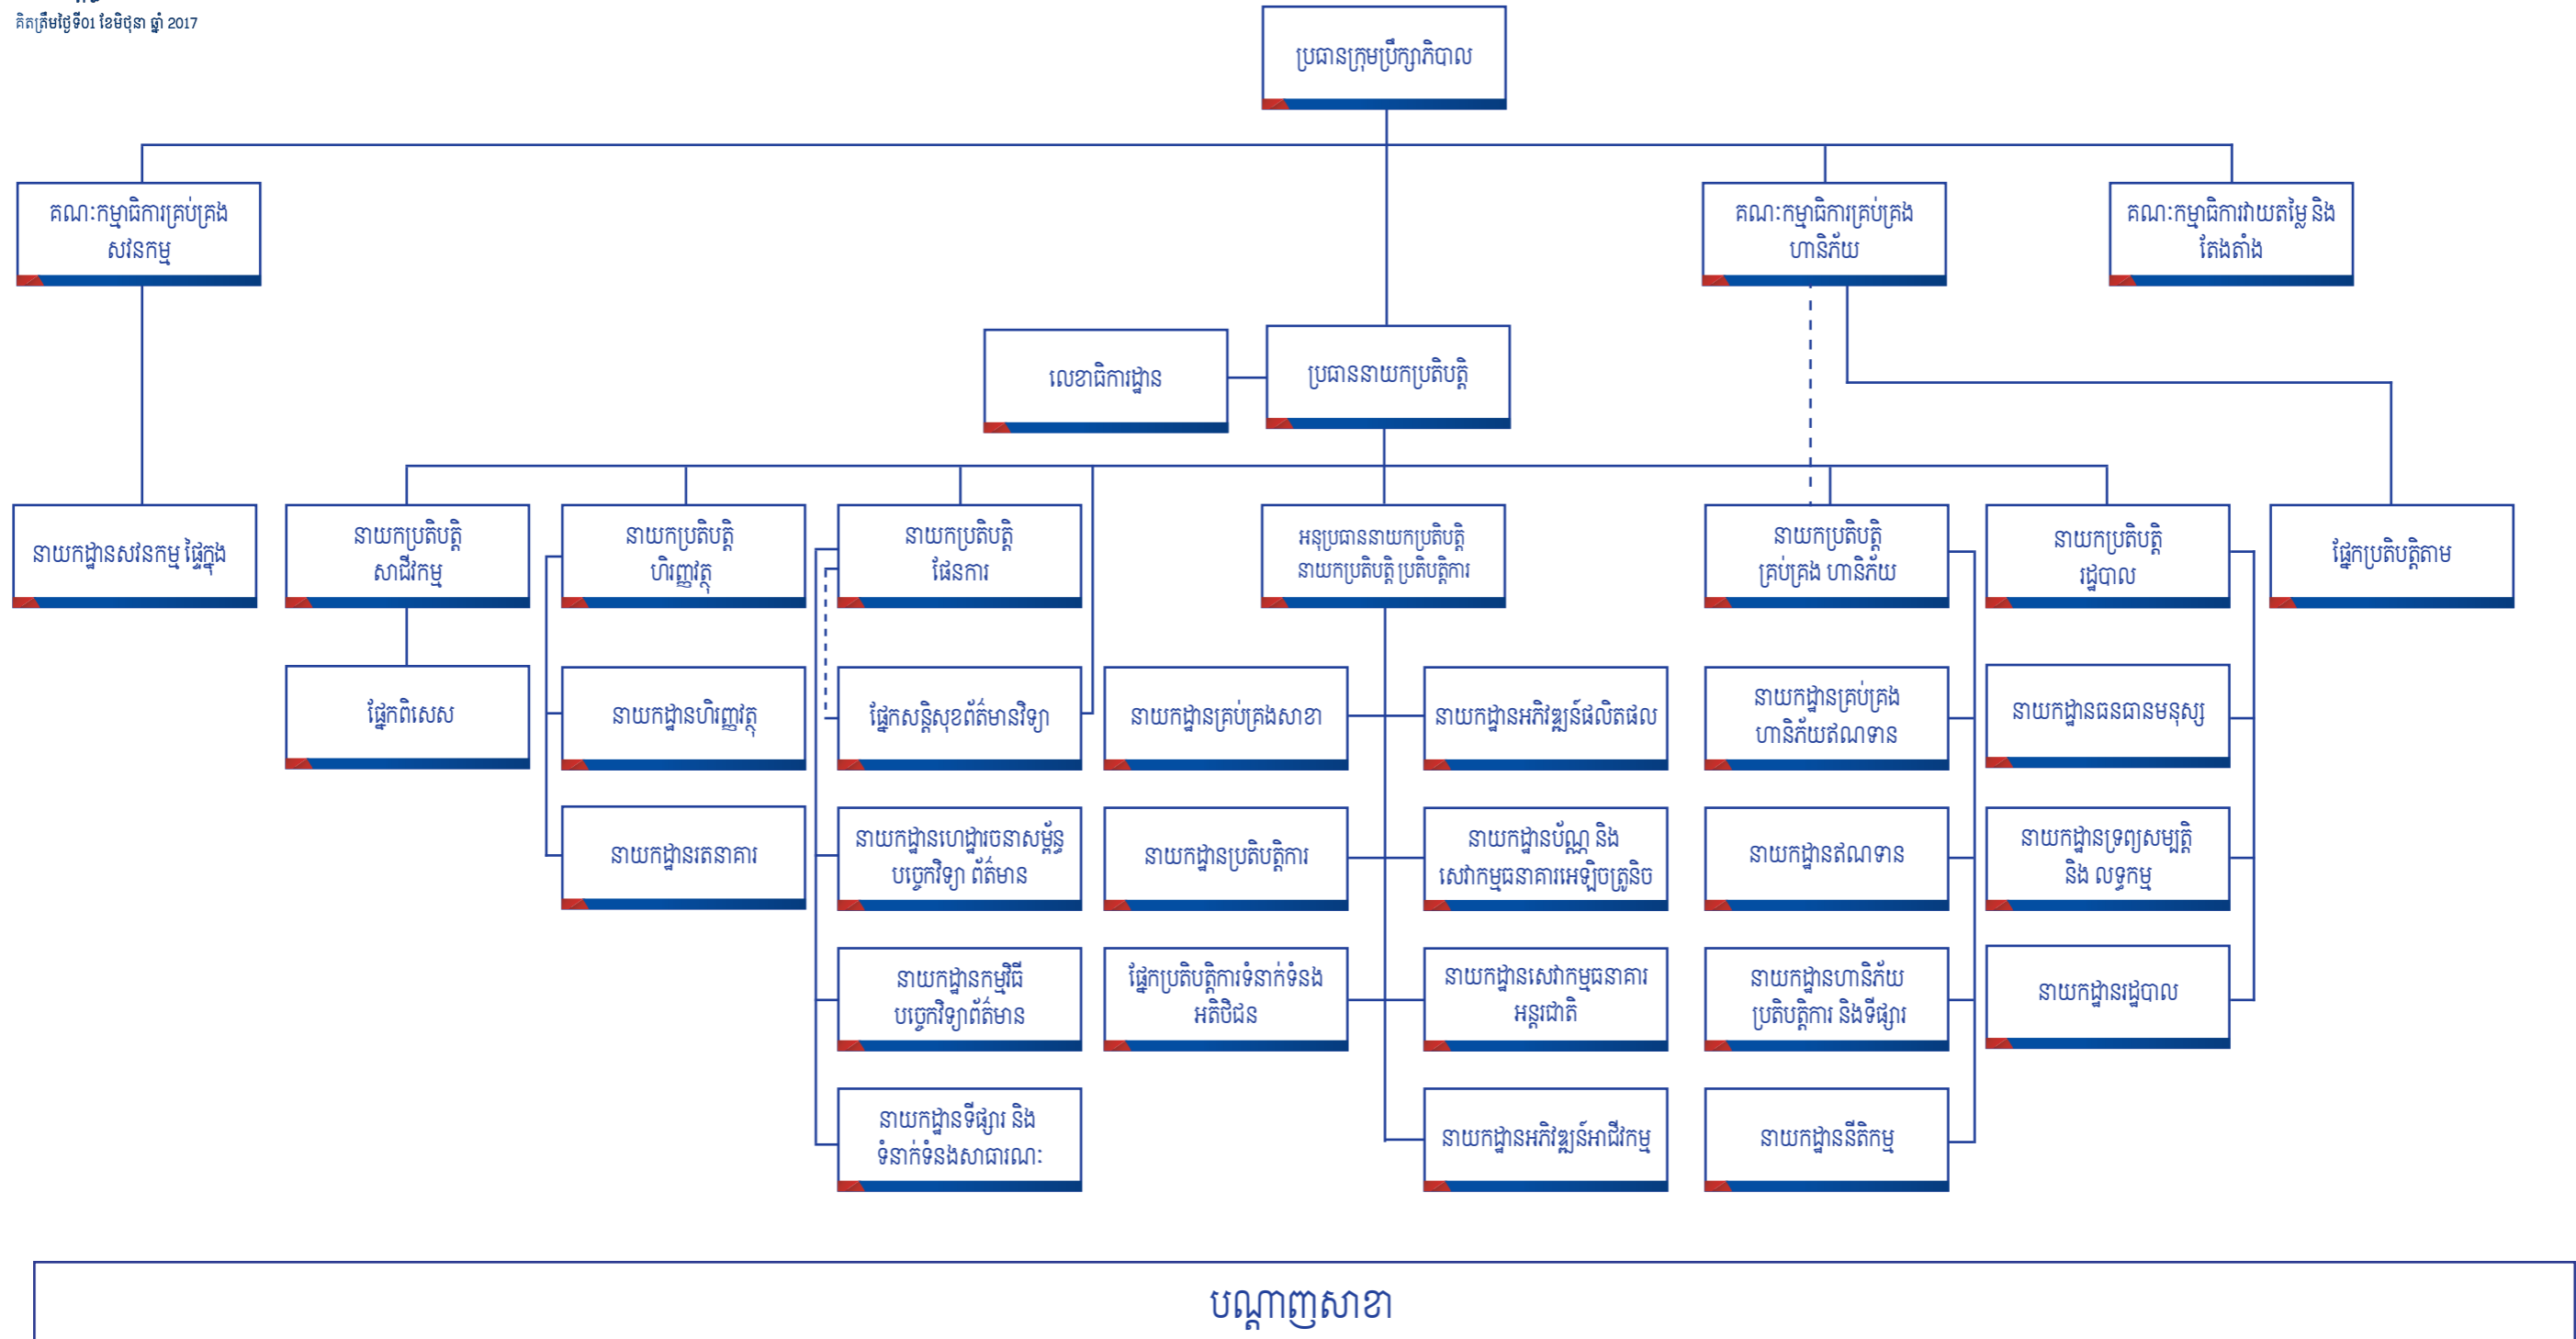 គិតត្រឹមថ្ងៃទី01 ខែមិថុនា ឆ្នាំ 2017
ប្រធានក្រុមប្រឹក្សាភិបាល
គណៈកម្មាធិការគ្រប់គ្រង
សវនកម្ម
គណៈកម្មាធិការគ្រប់គ្រង
ហានិភ័យ
គណៈកម្មាធិការវាយតម្លៃ និង
តែងតាំង
លេខាធិការដ្ឋាន
ប្រធាននាយកប្រតិបត្តិ
នាយកដ្ឋានសវនកម្ម ផ្ទៃក្នុង
នាយកប្រតិបត្តិ
សាជីវកម្ម
នាយកប្រតិបត្តិ
ហិរញ្ញវត្ថុ
នាយកប្រតិបត្តិ
ផែនការ
អនុប្រធាននាយកប្រតិបត្តិ
នាយកប្រតិបត្តិ ប្រតិបត្តិការ
នាយកប្រតិបត្តិ
គ្រប់គ្រង ហានិភ័យ
នាយកប្រតិបត្តិ
រដ្ឋបាល
ផ្នែកប្រតិបត្តិតាម
ផ្នែកពិសេស
នាយកដ្ឋានហិរញ្ញវត្ថុ
ផ្នែកសន្តិសុខព័ត៌មានវិទ្យា
នាយកដ្ឋានគ្រប់គ្រងសាខា
នាយកដ្ឋានអភិវឌ្ឍន៍ផលិតផល
នាយកដ្ឋានគ្រប់គ្រង
ហានិភ័យឥណទាន
នាយកដ្ឋានធនធានមនុស្ស
នាយកដ្ឋានរតនាគារ
នាយកដ្ឋានហេដ្ឋារចនាសម្ព័ន្ធ
បច្ចេកវិទ្យា ព័ត៌មាន
នាយកដ្ឋានប្រតិបត្តិការ
នាយកដ្ឋានប័ណ្ណ និង
សេវាកម្មធនាគារអេឡិចត្រូនិច
នាយកដ្ឋានឥណទាន
នាយកដ្ឋានទ្រព្យសម្បត្តិ
និង លទ្ធកម្ម
នាយកដ្ឋានកម្មវិធី
បច្ចេកវិទ្យាព័ត៌មាន
ផ្នែកប្រតិបត្តិការទំនាក់ទំនង
អតិថិជន
នាយកដ្ឋានសេវាកម្មធនាគារ
អន្តរជាតិ
នាយកដ្ឋានហានិភ័យ
ប្រតិបត្តិការ និងទីផ្សារ
នាយកដ្ឋានរដ្ឋបាល
នាយកដ្ឋានទីផ្សារ និង
ទំនាក់ទំនងសាធារណៈ
នាយកដ្ឋានអភិវឌ្ឍន៍អាជីវកម្ម
នាយកដ្ឋាននីតិកម្ម
បណ្តាញសាខា